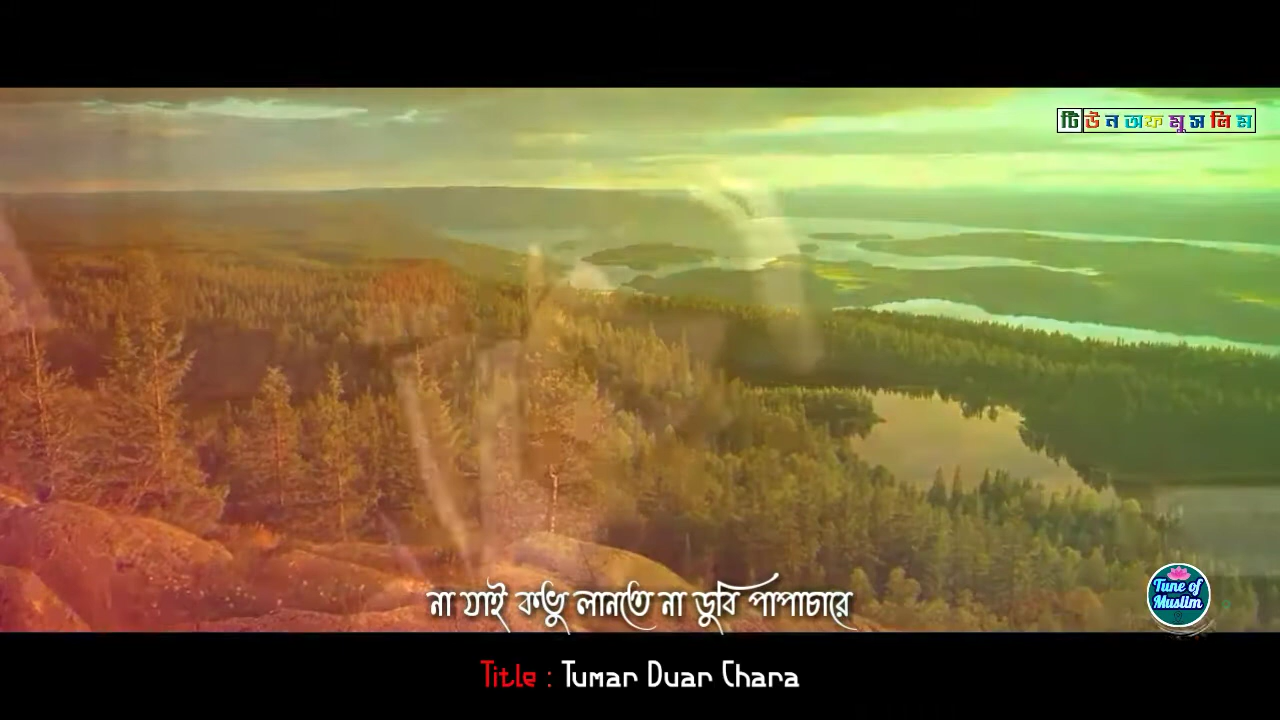 টিউন অফ মুসলিম
না যাই কভু লানতে না ডুবি পাপাচারে
Tune of
Muslim
Title : Tumar Duar Chara